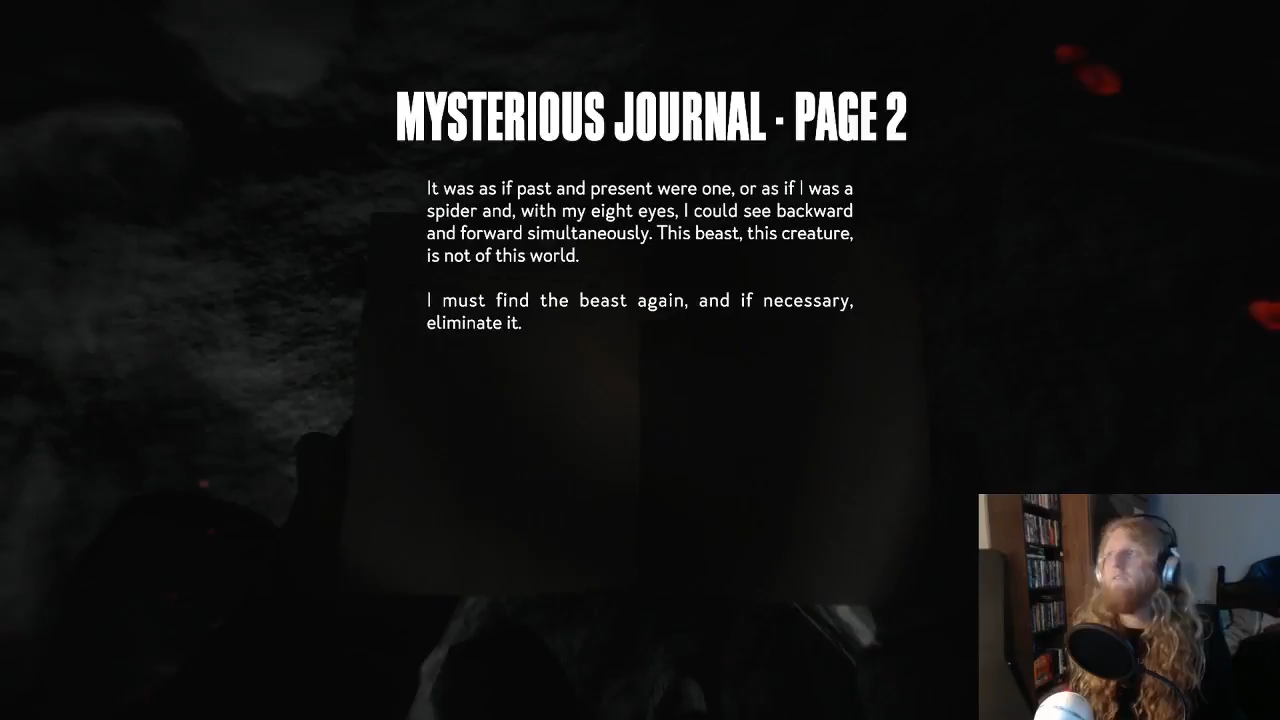 MYSTERIOUS JOURNAL · PAGE 2
It was as if past and present were one, or as if I was a
spider and, with my eight eyes, I could see backward
and forward simultaneously. This beast, this creature,
is not of this world.
I must find the beast again, and if necessary,
eliminate it.